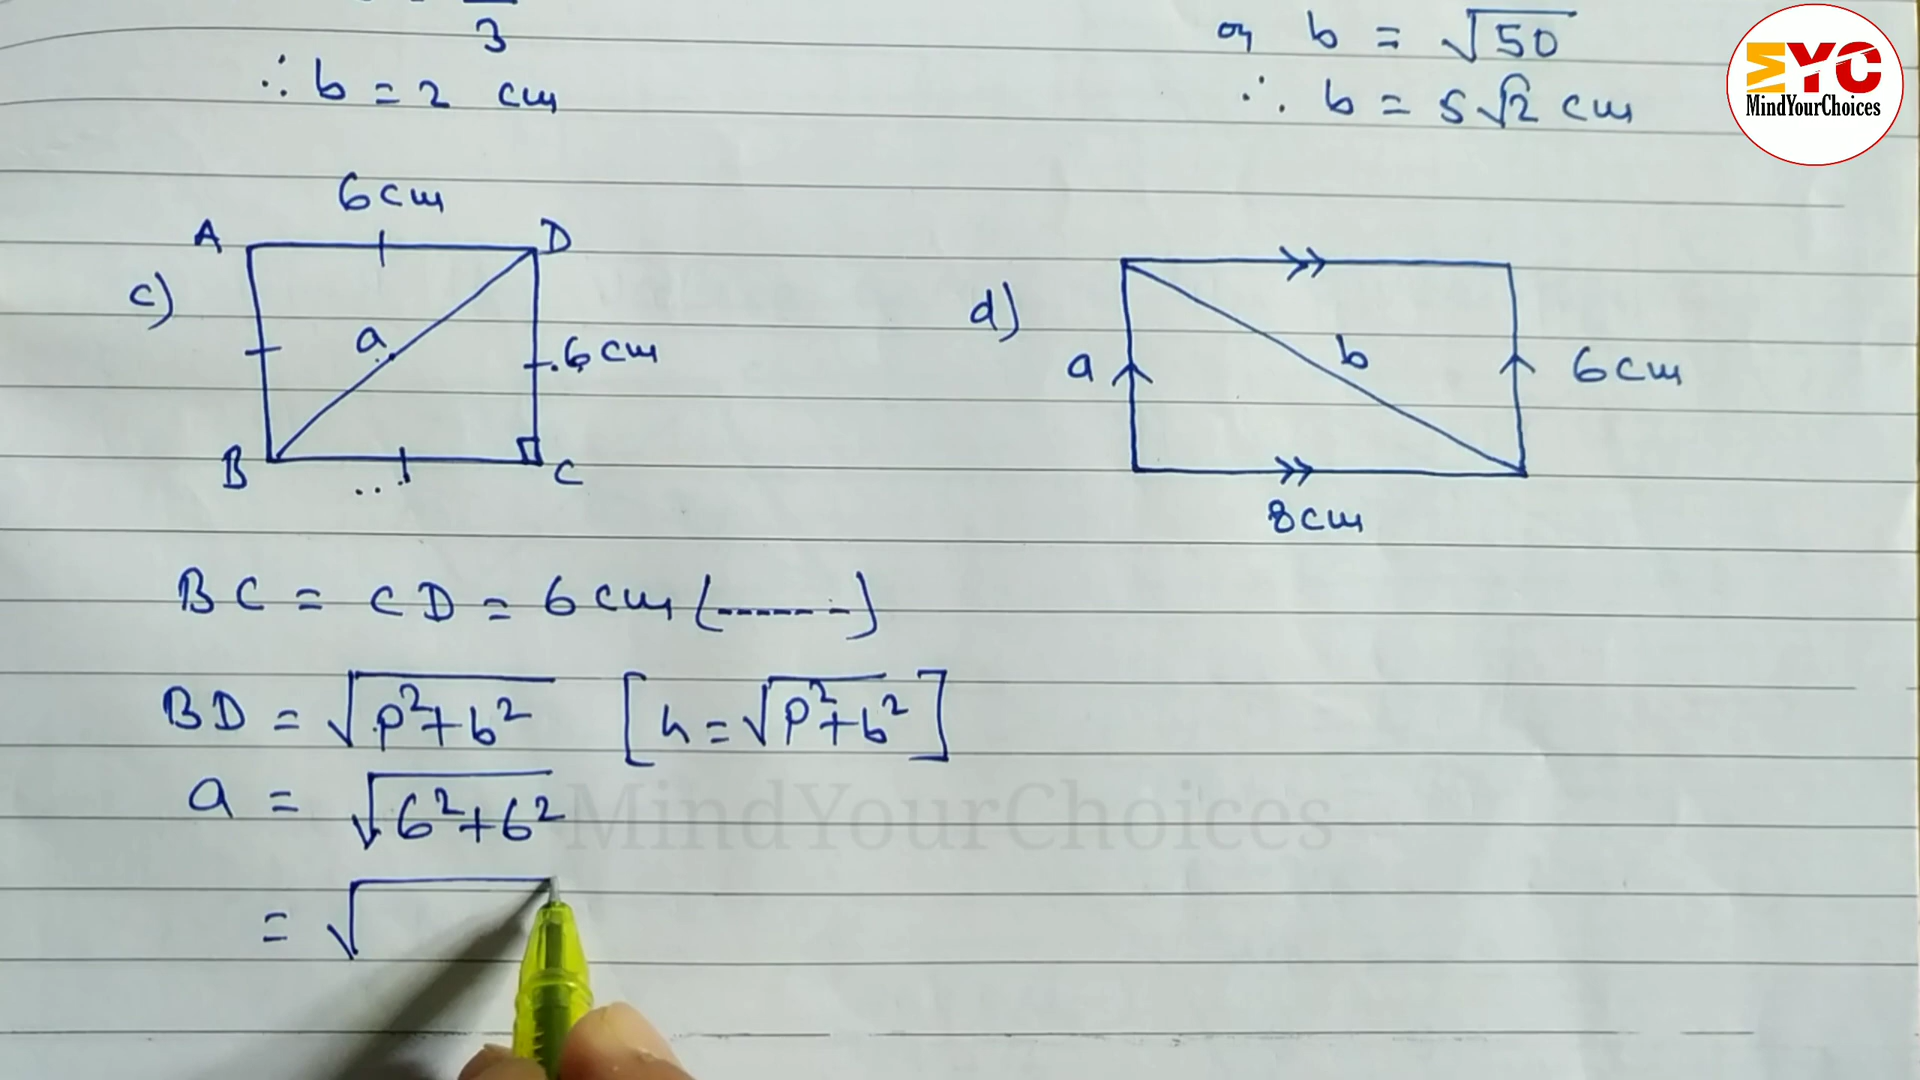 3
∴ b = 2 cm
or b = √50
∴ b = 5√2 cm
MYC
MindYourChoices
c)
6cm
A
D
a
6cm
B
C
d)
a
b
6cm
8cm
BC = CD = 6cm (------)
BD = √p²+b² [h = √p²+b²]
a = √6²+6²
= √
MindYourChoices